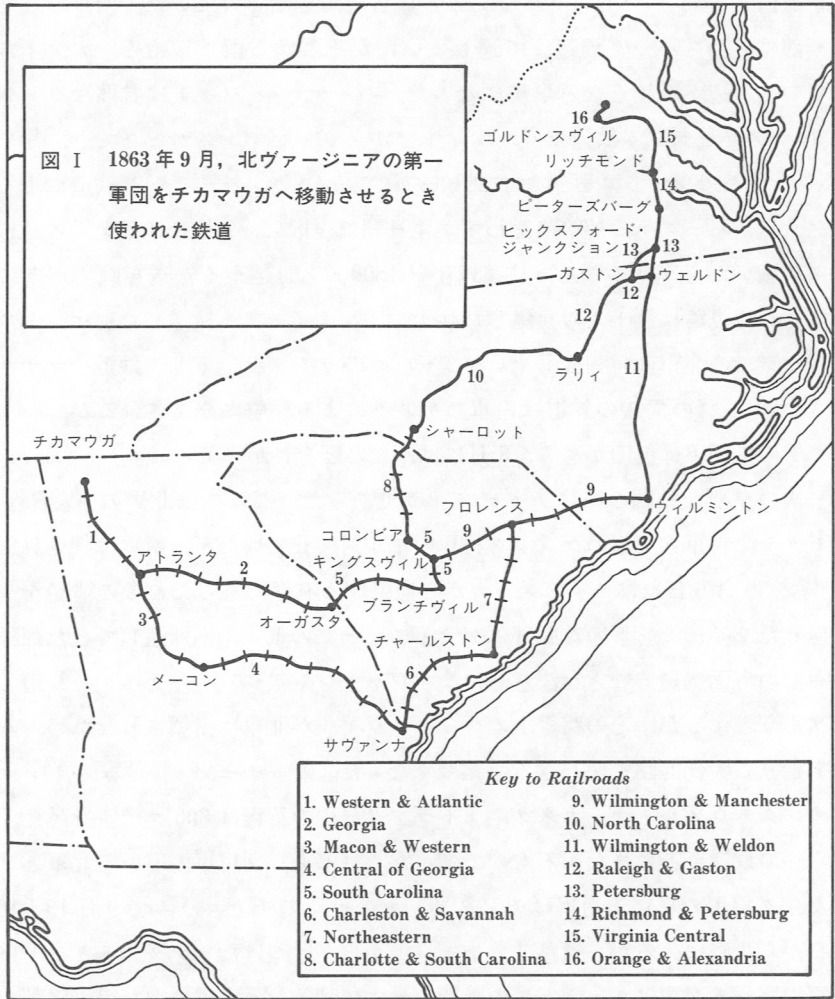 図 I 1863年9月，北ヴァージニアの第一
軍団をチカマウガへ移動させるとき
使われた鉄道
16
ゴルドンスヴィル
15
リッチモンド
14
ピーターズバーグ
ヒックスフォード・
ジャンクション
13
13
ガストン
ウェルドン
12
12
11
ラリィ
10
シャーロット
チカマウガ
8
フロレンス
9
ウィルミントン
コロンビア
5
9
キングスヴィル
5
1
アトランタ
2
5
ブランチヴィル
7
オーガスタ
3
チャールストン
4
6
メーコン
サヴァンナ
Key to Railroads
1. Western & Atlantic
2. Georgia
3. Macon & Western
4. Central of Georgia
5. South Carolina
6. Charleston & Savannah
7. Northeastern
8. Charlotte & South Carolina
9. Wilmington & Manchester
10. North Carolina
11. Wilmington & Weldon
12. Raleigh & Gaston
13. Petersburg
14. Richmond & Petersburg
15. Virginia Central
16. Orange & Alexandria